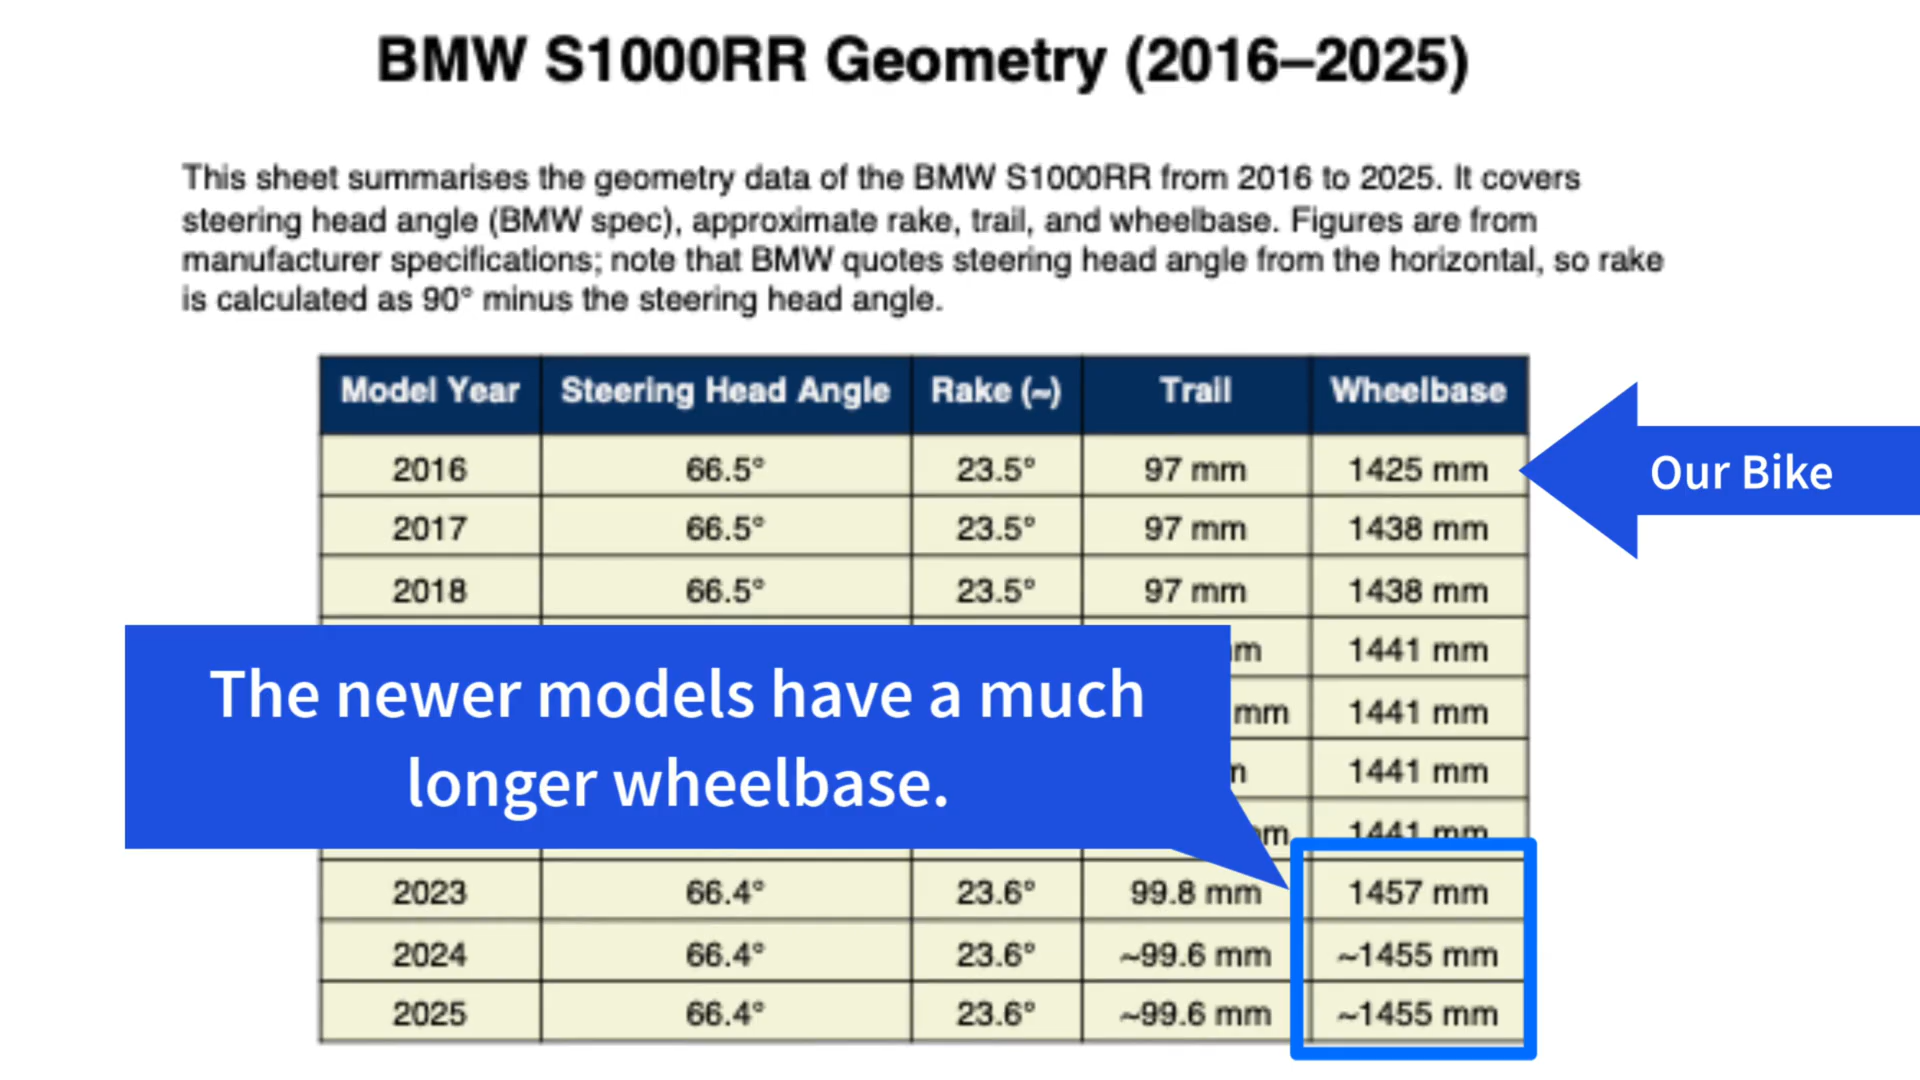 BMW S1000RR Geometry (2016–2025)
This sheet summarises the geometry data of the BMW S1000RR from 2016 to 2025. It covers
steering head angle (BMW spec), approximate rake, trail, and wheelbase. Figures are from
manufacturer specifications; note that BMW quotes steering head angle from the horizontal, so rake
is calculated as 90° minus the steering head angle.
Model Year Steering Head Angle Rake (~) Trail Wheelbase
2016 66.5° 23.5° 97 mm 1425 mm
Our Bike
2017 66.5° 23.5° 97 mm 1438 mm
2018 66.5° 23.5° 97 mm 1438 mm
1441 mm
mm 1441 mm
1441 mm
1441 mm
The newer models have a much
longer wheelbase.
2023 66.4° 23.6° 99.8 mm 1457 mm
2024 66.4° 23.6° ~99.6 mm ~1455 mm
2025 66.4° 23.6° ~99.6 mm ~1455 mm